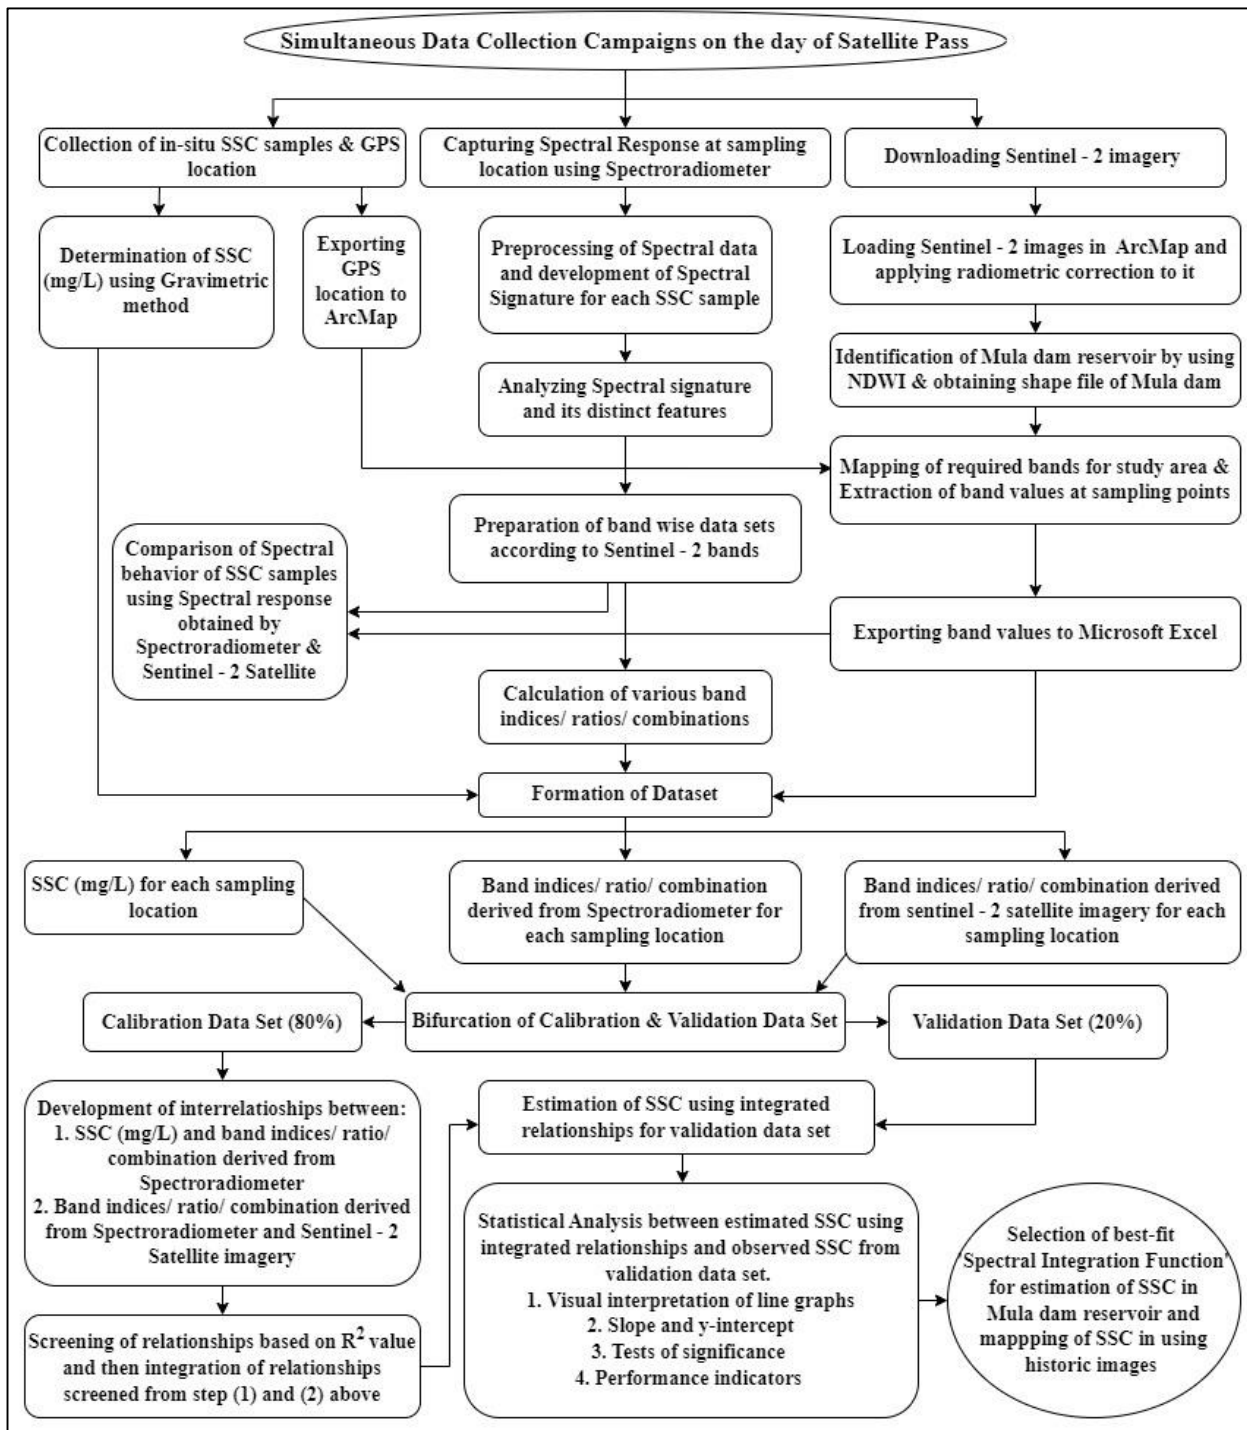 Simultaneous Data Collection Campaigns on the day of Satellite Pass
Collection of in-situ SSC samples & GPS
location
Capturing Spectral Response at sampling
location using Spectroradiometer
Downloading Sentinel - 2 imagery
Determination of SSC
(mg/L) using Gravimetric
method
Exporting
GPS
location to
ArcMap
Preprocessing of Spectral data
and development of Spectral
Signature for each SSC sample
Loading Sentinel - 2 images in ArcMap and
applying radiometric correction to it
Identification of Mula dam reservoir by using
NDWI & obtaining shape file of Mula dam
Analyzing Spectral signature
and its distinct features
Mapping of required bands for study area &
Extraction of band values at sampling points
Preparation of band wise data sets
according to Sentinel - 2 bands
Comparison of Spectral
behavior of SSC samples
using Spectral response
obtained by
Spectroradiometer &
Sentinel - 2 Satellite
Exporting band values to Microsoft Excel
Calculation of various band
indices/ ratios/ combinations
Formation of Dataset
SSC (mg/L) for each sampling
location
Band indices/ ratio/ combination
derived from Spectroradiometer for
each sampling location
Band indices/ ratio/ combination derived
from sentinel - 2 satellite imagery for each
sampling location
Calibration Data Set (80%)
Bifurcation of Calibration & Validation Data Set
Validation Data Set (20%)
Development of interrelatioships between:
1. SSC (mg/L) and band indices/ ratio/
combination derived from
Spectroradiometer
2. Band indices/ ratio/ combination derived
from Spectroradiometer and Sentinel - 2
Satellite imagery
Estimation of SSC using integrated
relationships for validation data set
Screening of relationships based on R² value
and then integration of relationships
screened from step (1) and (2) above
Statistical Analysis between estimated SSC using
integrated relationships and observed SSC from
validation data set.
1. Visual interpretation of line graphs
2. Slope and y-intercept
3. Tests of significance
4. Performance indicators
Selection of best-fit
'Spectral Integration Function'
for estimation of SSC in
Mula dam reservoir and
mappping of SSC in using
historic images